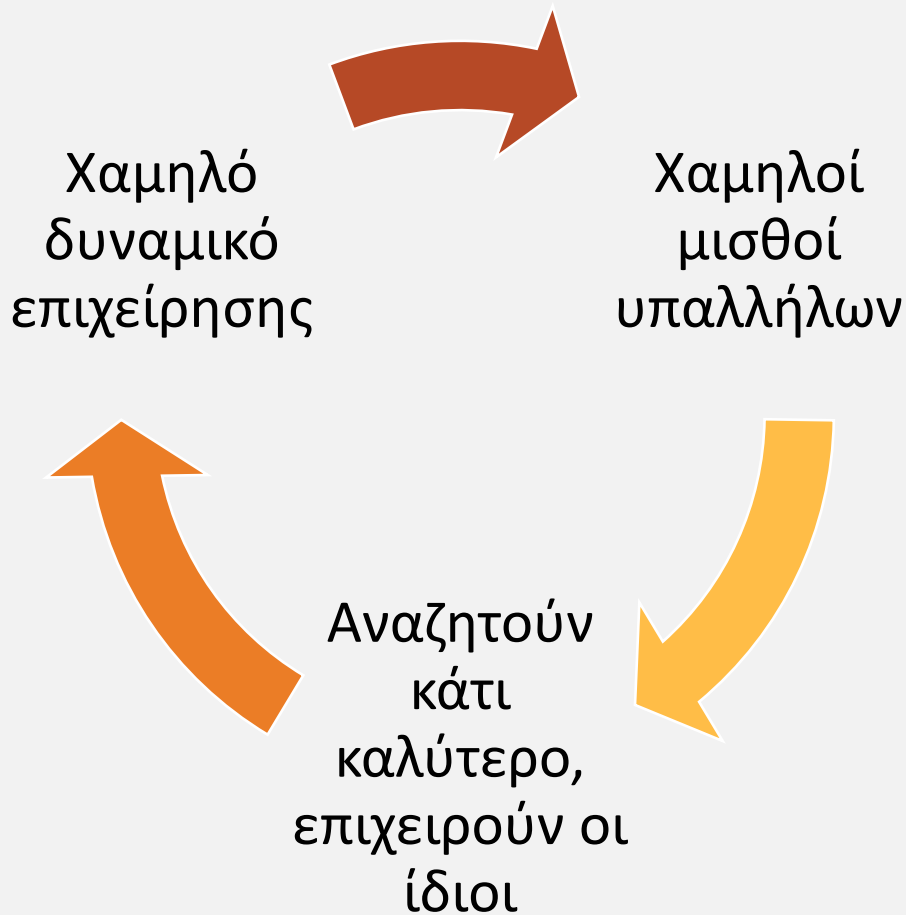 Χαμηλό
δυναμικό
επιχείρησης
Χαμηλοί
μισθοί
υπαλλήλων
Αναζητούν
κάτι
καλύτερο,
επιχειρούν οι
ίδιοι